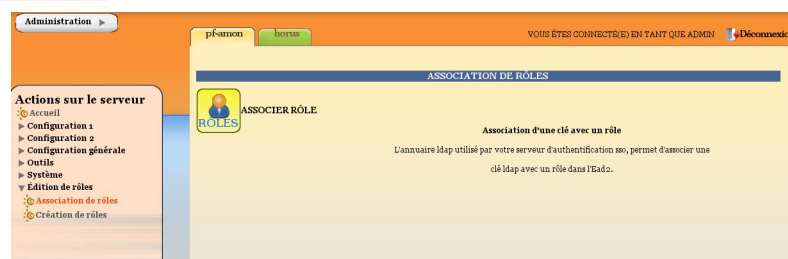 Administration
pf-amon
horus
VOUS ÊTES CONNECTÉ(E) EN TANT QUE ADMIN
Déconnexio
ASSOCIATION DE RÔLES
Actions sur le serveur
Accueil
Configuration 1
Configuration 2
Configuration générale
Outils
Système
Édition de rôles
Association de rôles
Création de rôles
ROLES
ASSOCIER RÔLE
Association d'une clé avec un rôle
L'annuaire ldap utilisé par votre serveur d'authentification sso, permet d'associer une
clé ldap avec un rôle dans l'Ead2.